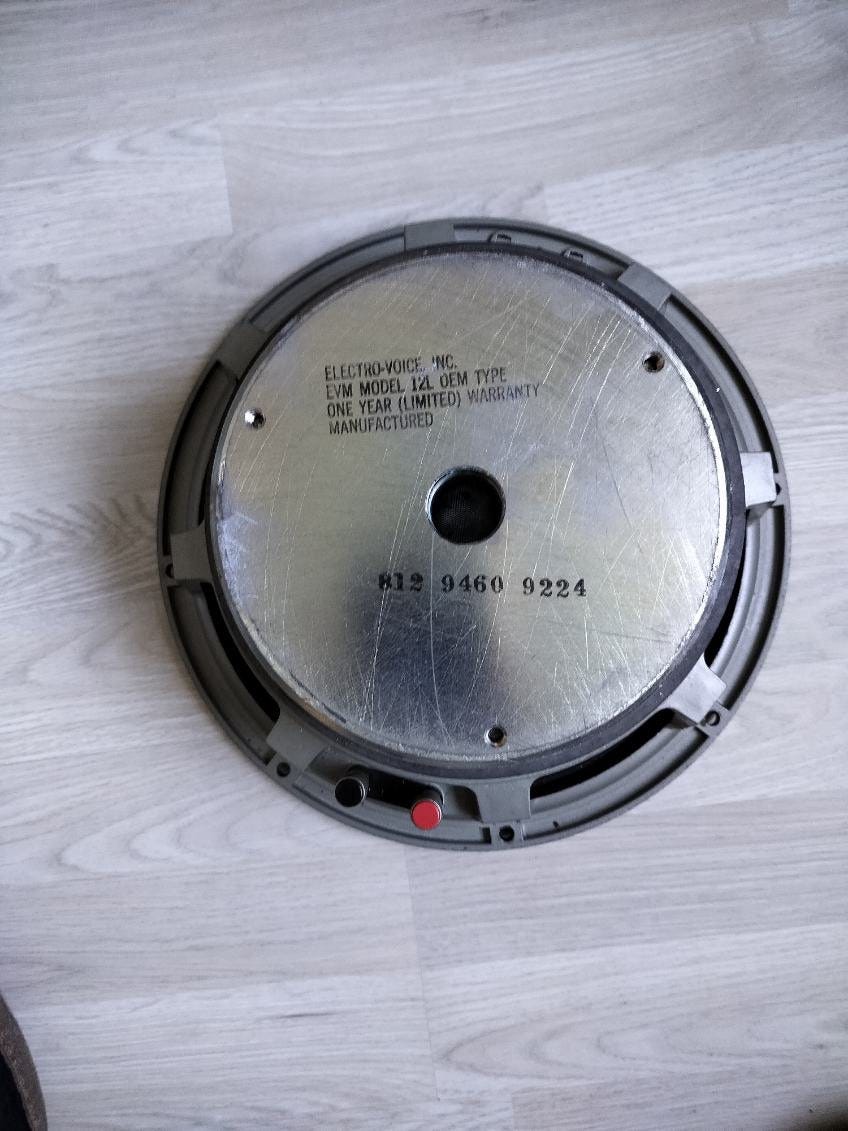 ELECTRO-VOICE, INC.
EVM MODEL 12L OEM TYPE
ONE YEAR (LIMITED) WARRANTY
MANUFACTURED
812 9460 9224